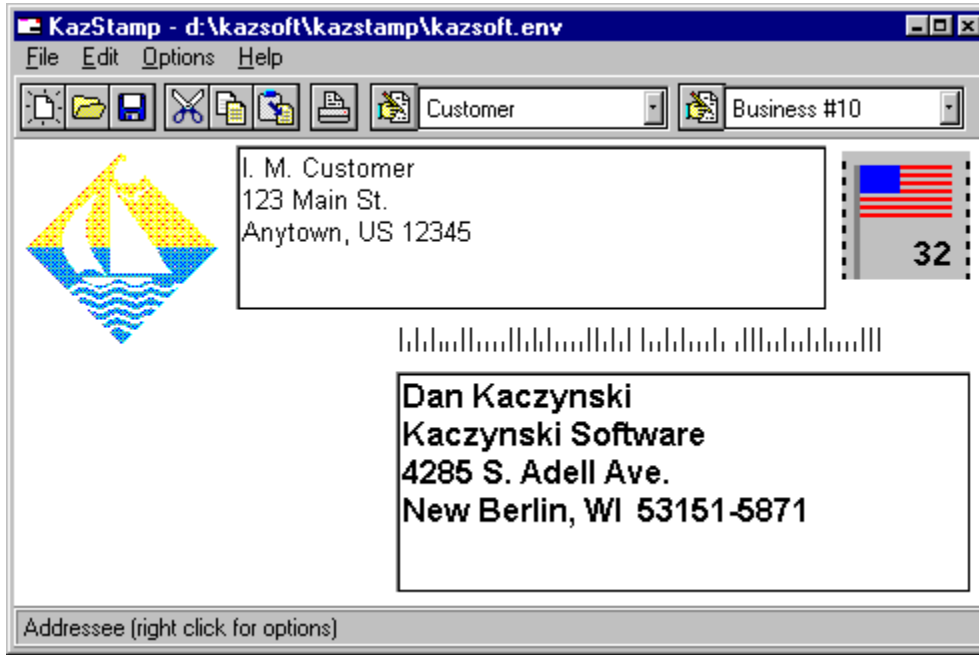 KazStamp - d:\kazsoft\kazstamp\kazsoft.env
File Edit Options Help
Customer
Business #10
I. M. Customer
123 Main St.
Anytown, US 12345
32
Dan Kaczynski
Kaczynski Software
4285 S. Adell Ave.
New Berlin, WI  53151-5871
Addressee (right click for options)